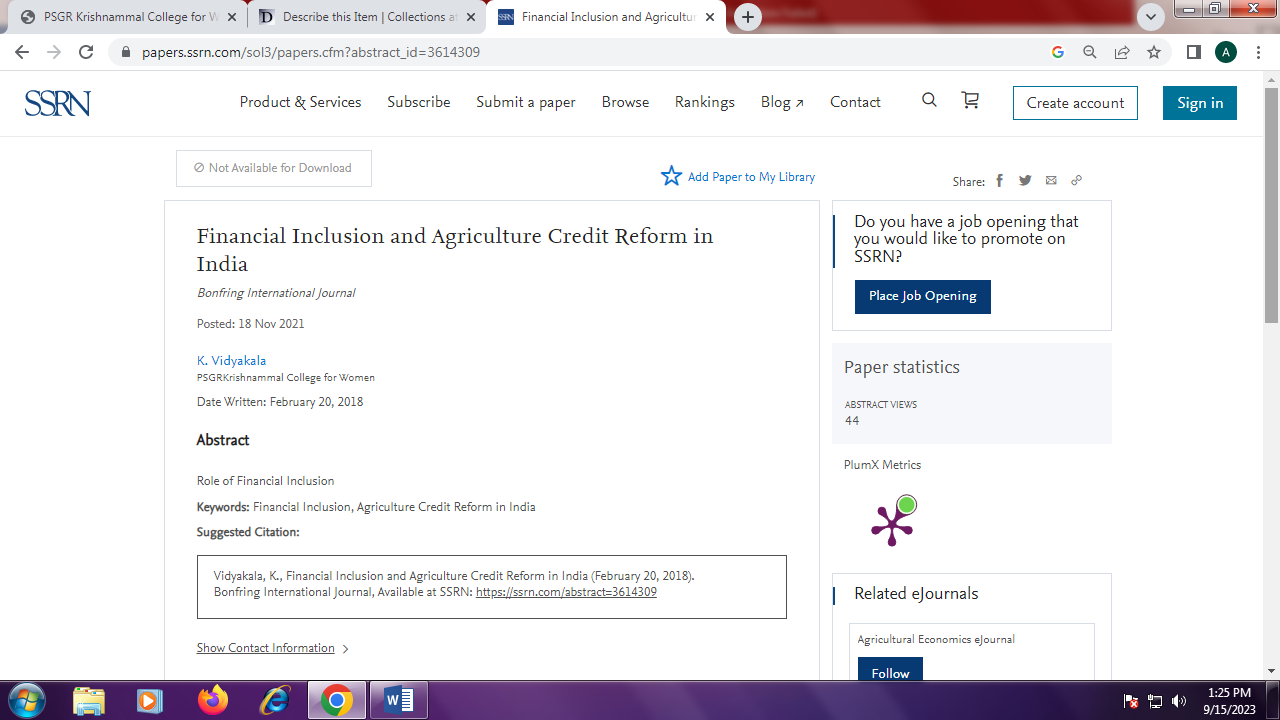 PSGR Krishnammal College for W
Describe this Item | Collections at
Financial Inclusion and Agricultur
papers.ssrn.com/sol3/papers.cfm?abstract_id=3614309
A
SSRN
Product & Services
Subscribe
Submit a paper
Browse
Rankings
Blog ↗
Contact
Create account
Sign in
Not Available for Download
Add Paper to My Library
Share:
Financial Inclusion and Agriculture Credit Reform in
India
Bonfring International Journal
Posted: 18 Nov 2021
K. Vidyakala
PSGRKrishnammal College for Women
Date Written: February 20, 2018
Abstract
Role of Financial Inclusion
Keywords: Financial Inclusion, Agriculture Credit Reform in India
Suggested Citation:
Vidyakala, K., Financial Inclusion and Agriculture Credit Reform in India (February 20, 2018).
Bonfring International Journal, Available at SSRN: https://ssrn.com/abstract=3614309
Show Contact Information
Do you have a job opening that
you would like to promote on
SSRN?
Place Job Opening
Paper statistics
ABSTRACT VIEWS
44
PlumX Metrics
Related eJournals
Agricultural Economics eJournal
Follow
1:25 PM
9/15/2023